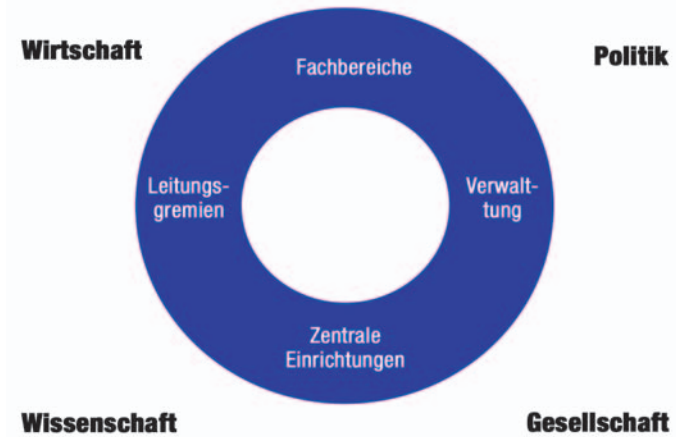 Wirtschaft
Politik
Fachbereiche
Leitungs-
gremien
Verwalt-
tung
Zentrale
Einrichtungen
Wissenschaft
Gesellschaft